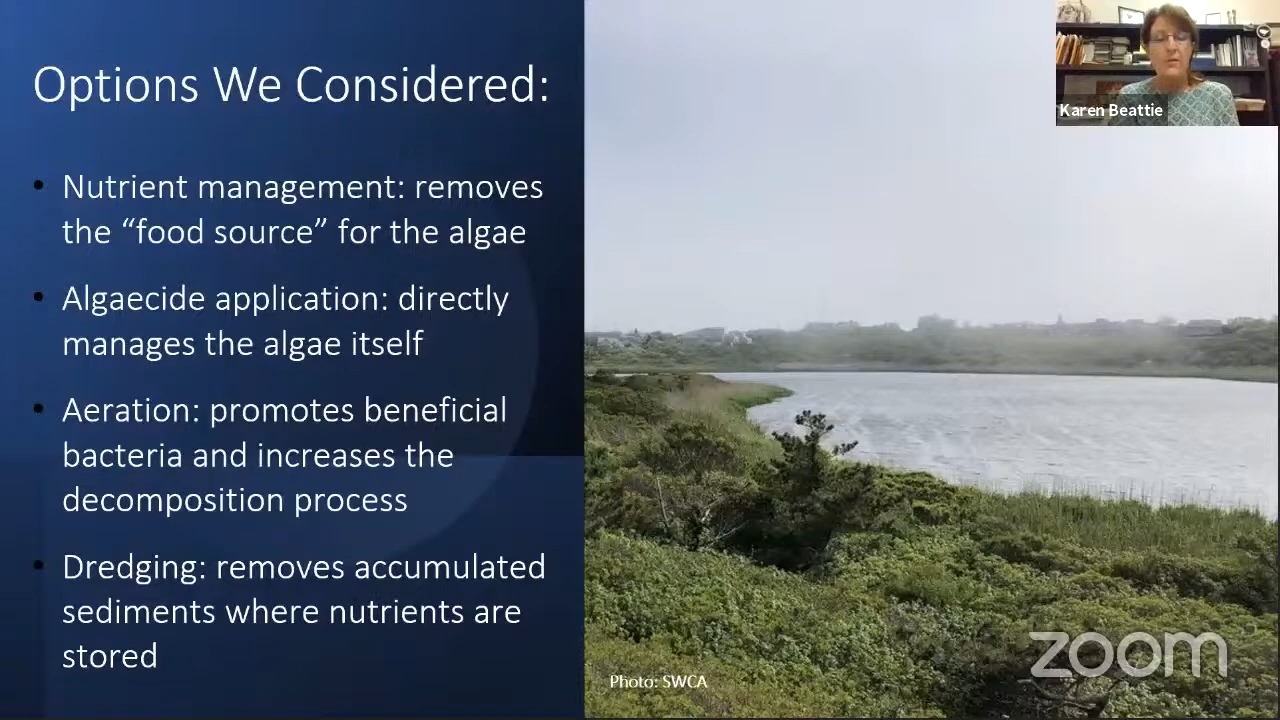 Options We Considered:
• Nutrient management: removes
the “food source” for the algae
• Algaecide application: directly
manages the algae itself
• Aeration: promotes beneficial
bacteria and increases the
decomposition process
• Dredging: removes accumulated
sediments where nutrients are
stored
Karen Beattie
Photo: SWCA
zoom